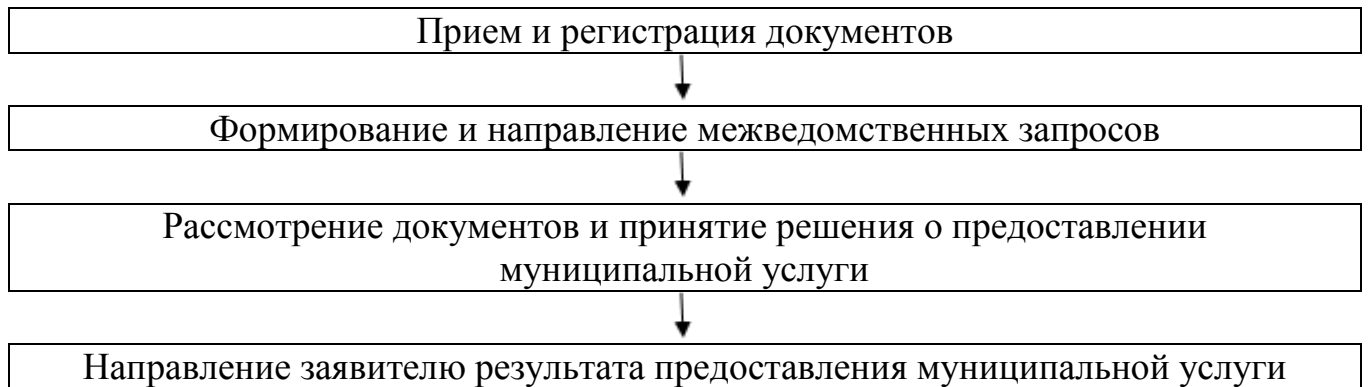 Прием и регистрация документов
Формирование и направление межведомственных запросов
Рассмотрение документов и принятие решения о предоставлении
муниципальной услуги
Направление заявителю результата предоставления муниципальной услуги